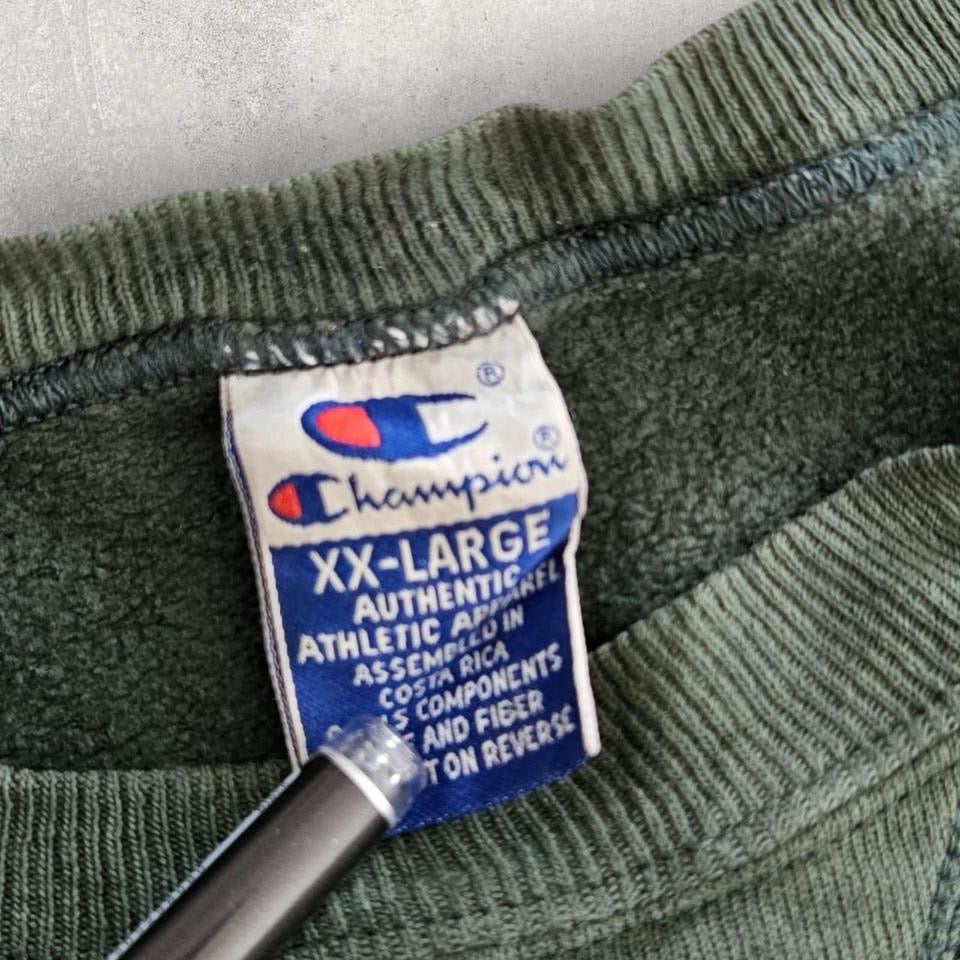 ®
Champion®
XX-LARGE
AUTHENTIC
ATHLETIC APPAREL
ASSEMBLED IN
COSTA RICA
COMPONENTS
AND FIBER
ON REVERSE